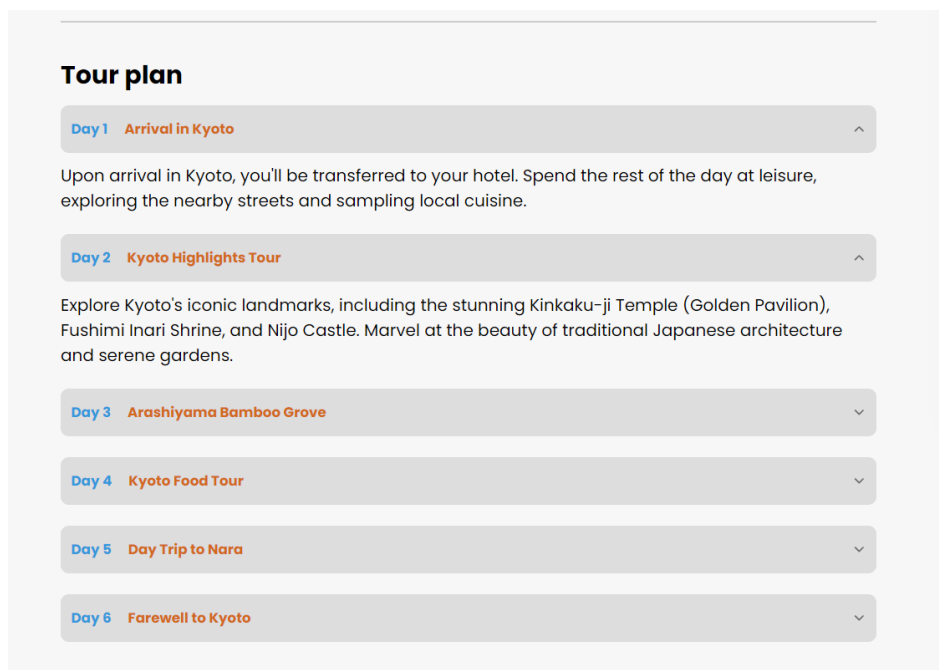 Tour plan
Day 1 Arrival in Kyoto
Upon arrival in Kyoto, you'll be transferred to your hotel. Spend the rest of the day at leisure,
exploring the nearby streets and sampling local cuisine.
Day 2 Kyoto Highlights Tour
Explore Kyoto's iconic landmarks, including the stunning Kinkaku-ji Temple (Golden Pavilion),
Fushimi Inari Shrine, and Nijo Castle. Marvel at the beauty of traditional Japanese architecture
and serene gardens.
Day 3 Arashiyama Bamboo Grove
Day 4 Kyoto Food Tour
Day 5 Day Trip to Nara
Day 6 Farewell to Kyoto